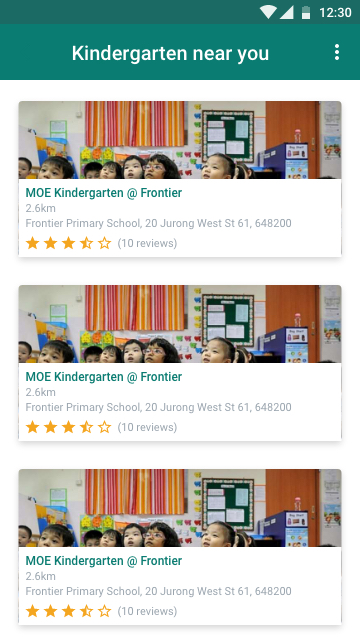 12:30
Kindergarten near you
MOE Kindergarten @ Frontier
2.6km
Frontier Primary School, 20 Jurong West St 61, 648200
(10 reviews)
MOE Kindergarten @ Frontier
2.6km
Frontier Primary School, 20 Jurong West St 61, 648200
(10 reviews)
MOE Kindergarten @ Frontier
2.6km
Frontier Primary School, 20 Jurong West St 61, 648200
(10 reviews)